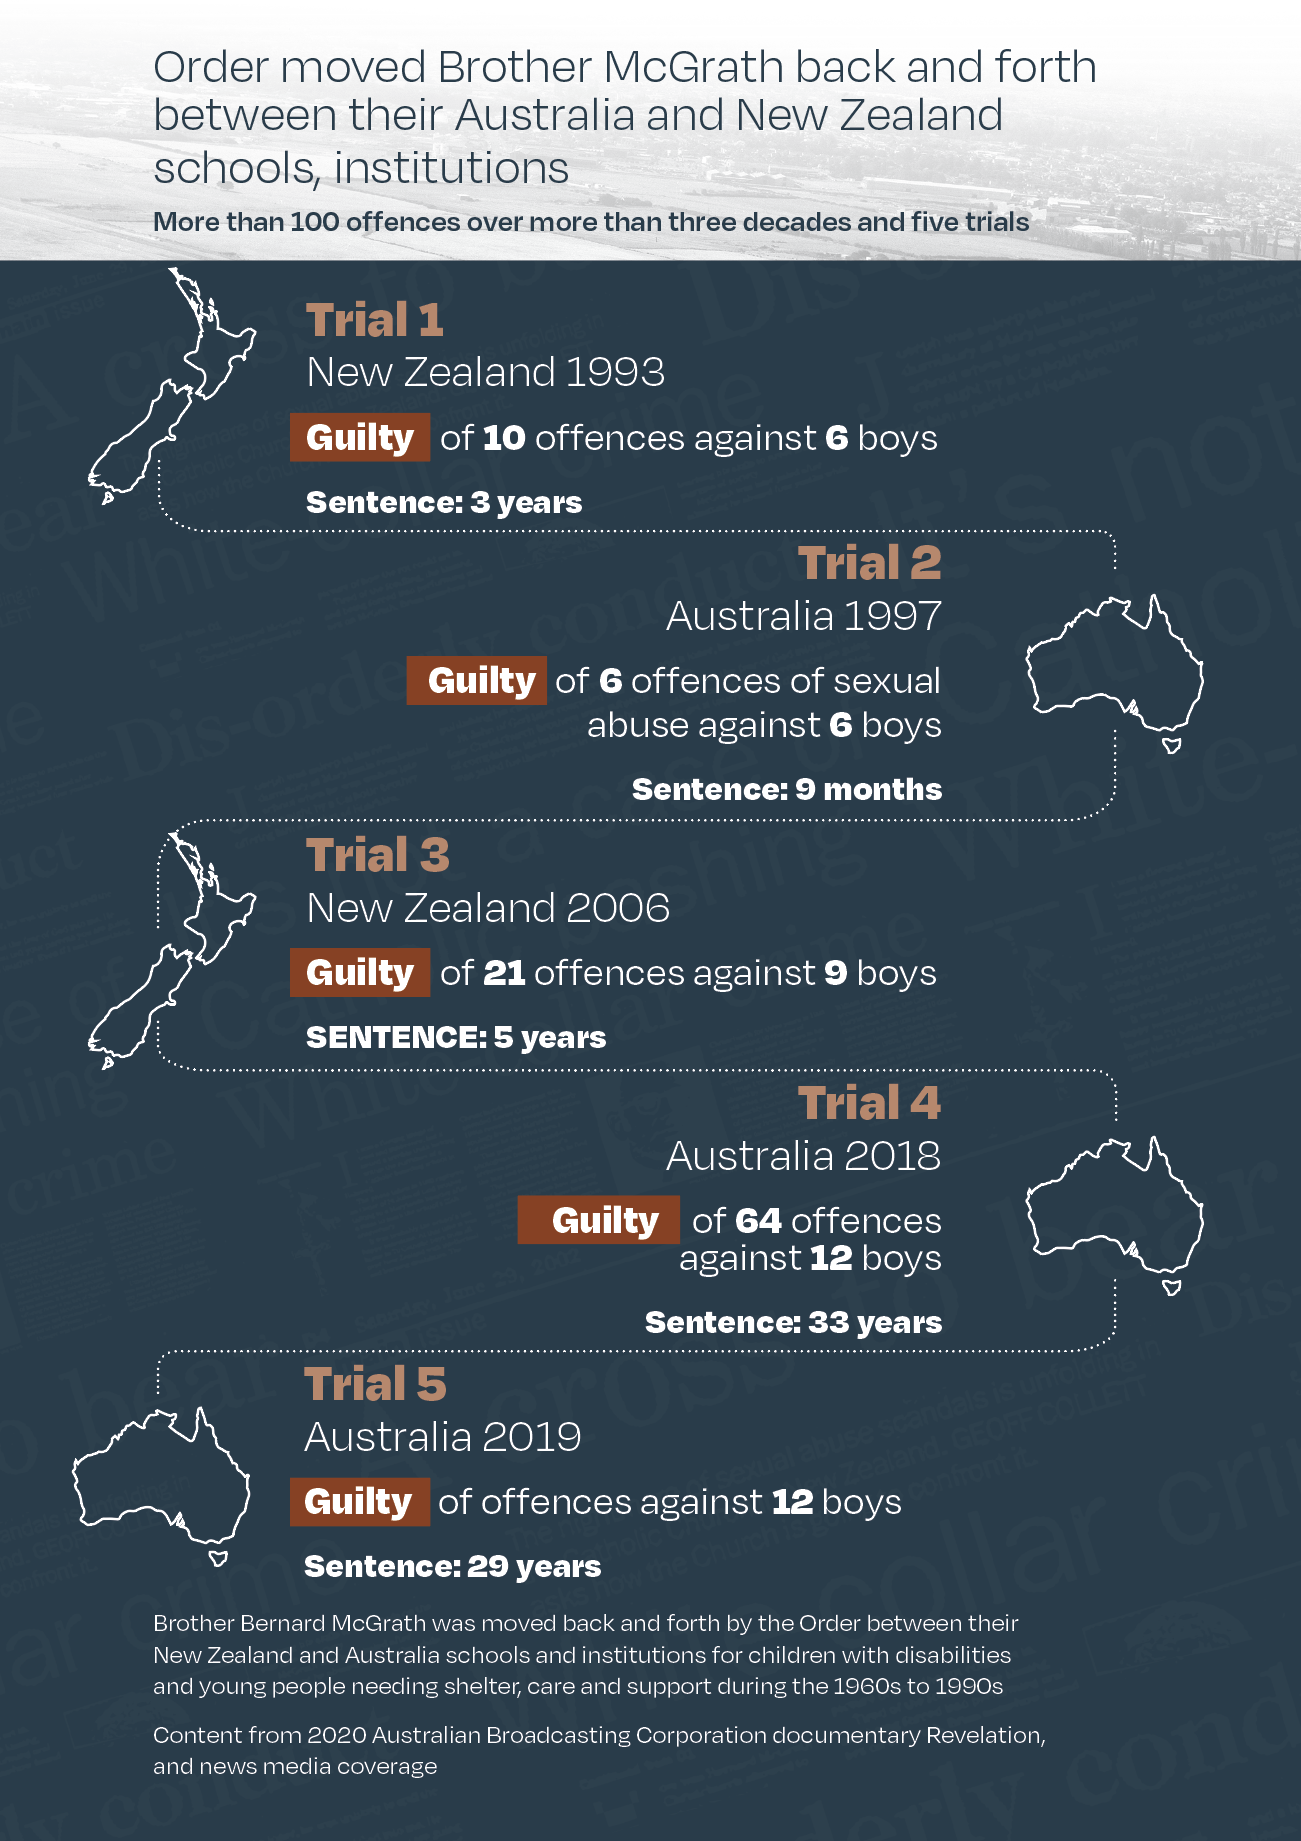 Order moved Brother McGrath back and forth
between their Australia and New Zealand
schools, institutions
More than 100 offences over more than three decades and five trials
Trial 1
New Zealand 1993
Guilty of 10 offences against 6 boys
Sentence: 3 years
Trial 2
Australia 1997
Guilty of 6 offences of sexual
abuse against 6 boys
Sentence: 9 months
Trial 3
New Zealand 2006
Guilty of 21 offences against 9 boys
SENTENCE: 5 years
Trial 4
Australia 2018
Guilty of 64 offences
against 12 boys
Sentence: 33 years
Trial 5
Australia 2019
Guilty of offences against 12 boys
Sentence: 29 years
Brother Bernard McGrath was moved back and forth by the Order between their
New Zealand and Australia schools and institutions for children with disabilities
and young people needing shelter, care and support during the 1960s to 1990s
Content from 2020 Australian Broadcasting Corporation documentary Revelation,
and news media coverage